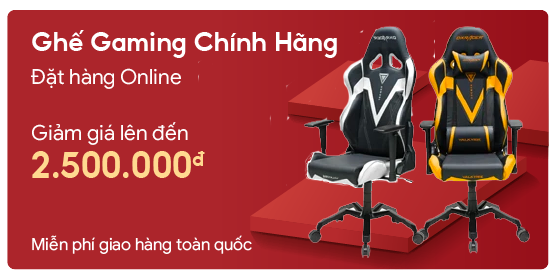 Ghế Gaming Chính Hãng
Đặt hàng Online
Giảm giá lên đến
2.500.000đ
Miễn phí giao hàng toàn quốc